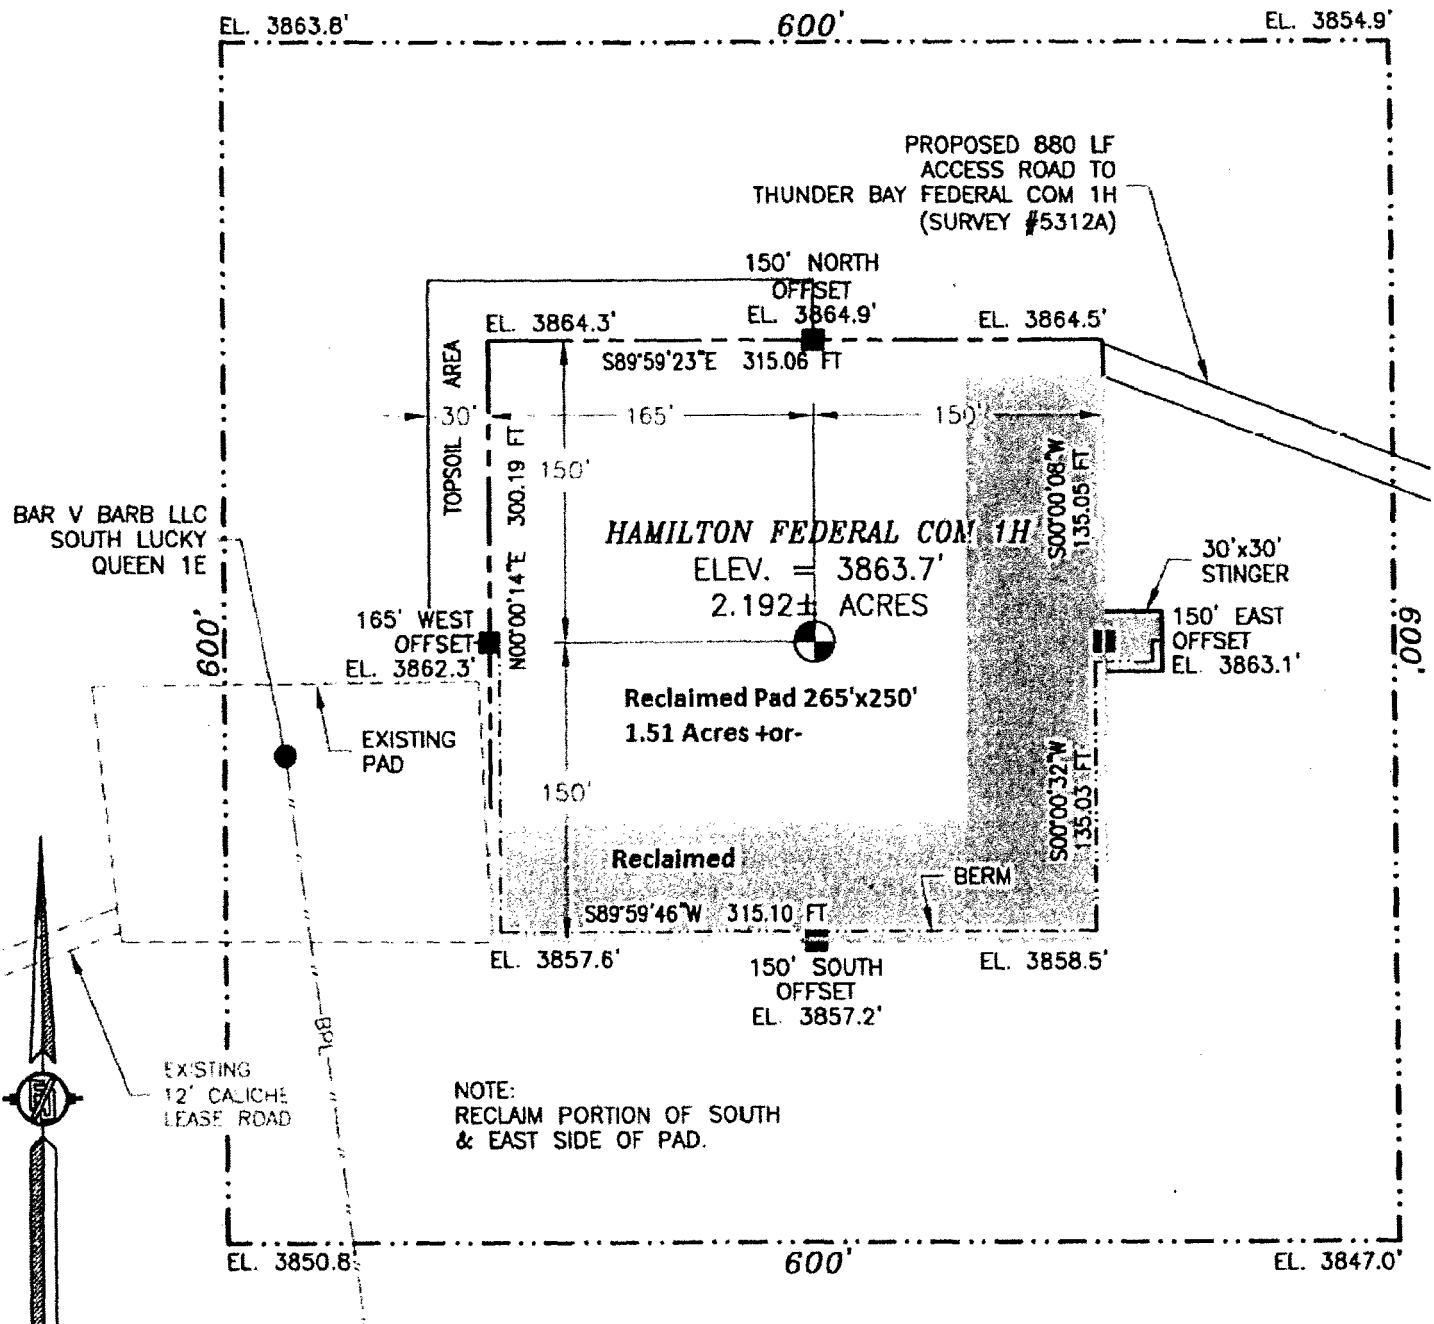 EL. 3863.8'
600'
EL. 3854.9'
PROPOSED 880 LF
ACCESS ROAD TO
THUNDER BAY FEDERAL COM 1H
(SURVEY #5312A)
150' NORTH
OFFSET
EL. 3864.9'
EL. 3864.3'
EL. 3864.5'
S89°59'23"E 315.06 FT
TOPSOIL AREA
30'
165'
150'
N00°00'14"E 300.19 FT
150'
S00°00'08"W
135.05 FT
BAR V BARB LLC
SOUTH LUCKY
QUEEN 1E
HAMILTON FEDERAL COM 1H
ELEV. = 3863.7'
2.192± ACRES
30'x30'
STINGER
600'
165' WEST
OFFSET
EL. 3862.3'
150' EAST
OFFSET
EL. 3863.1'
600'
Reclaimed Pad 265'x250'
1.51 Acres +or-
EXISTING
PAD
150'
S00°00'32"W
135.03 FT
Reclaimed
BERM
S89°59'46"W 315.10 FT
EL. 3857.6'
150' SOUTH
OFFSET
EL. 3857.2'
EL. 3858.5'
BPL
EXISTING
12' CALICHE
LEASE ROAD
NOTE:
RECLAIM PORTION OF SOUTH
& EAST SIDE OF PAD.
EL. 3850.8'
600'
EL. 3847.0'